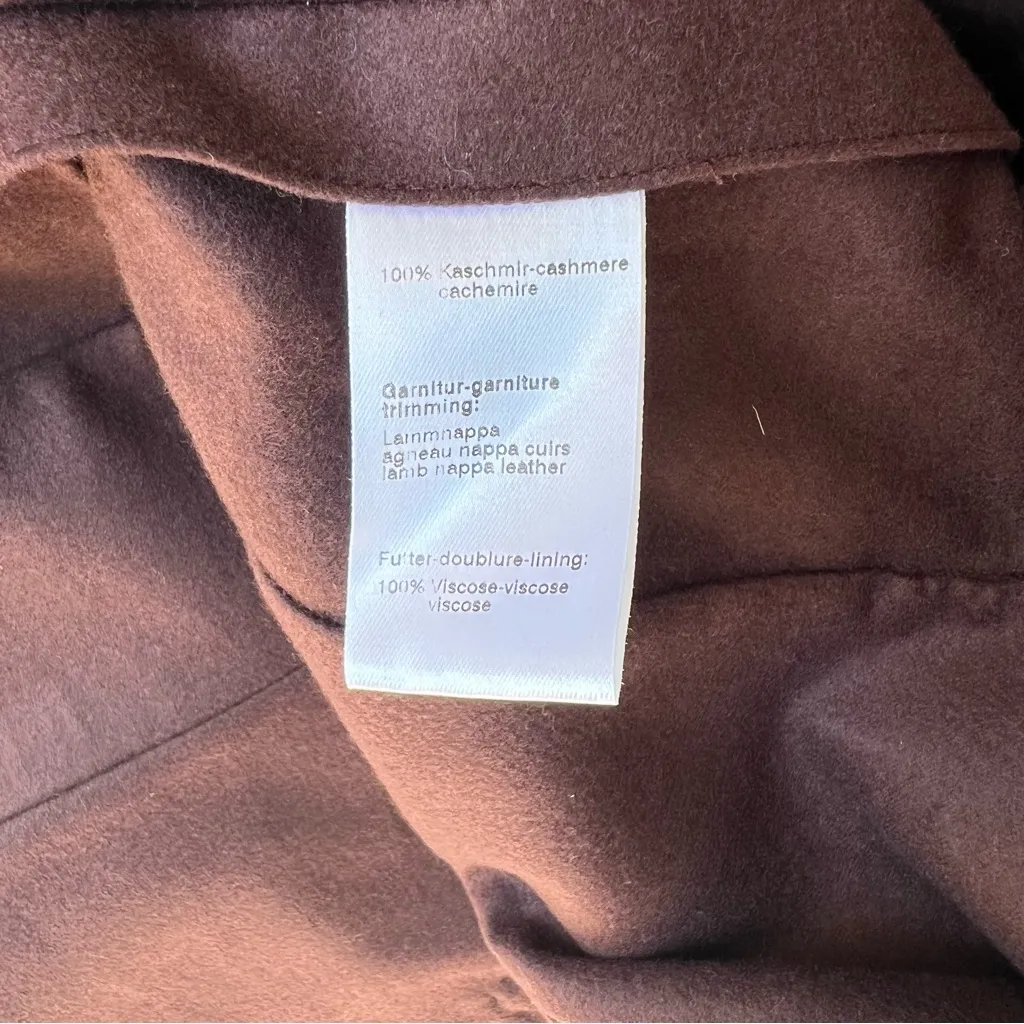 100% Kaschmir-cashmere
cachemire
Garnitur-garniture
trimming:
Lammnappa
agneau nappa cuirs
lamb nappa leather
Futter-doublure-lining:
100% Viscose-viscose
viscose